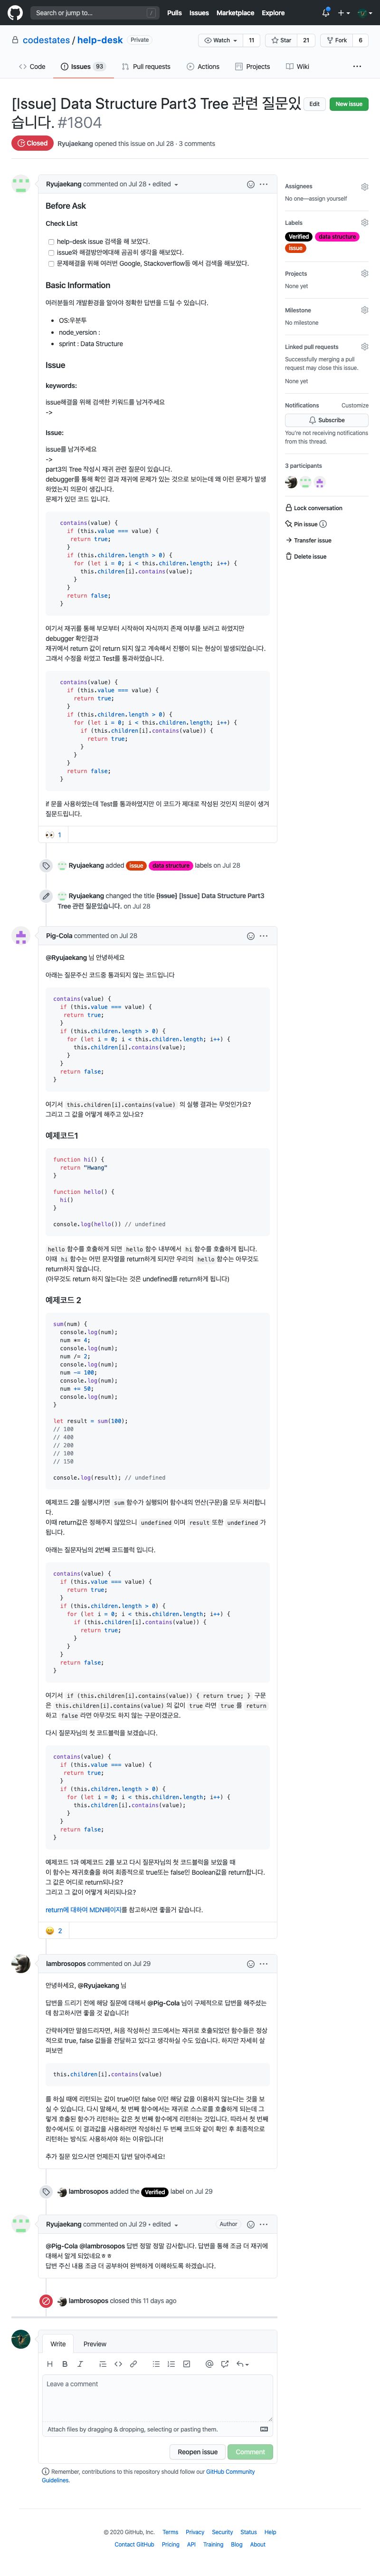 Search or jump to...
/
Pulls Issues Marketplace Explore
codestates / help-desk Private
Watch 11 Star 21 Fork 6
Code Issues 93 Pull requests Actions Projects Wiki
[Issue] Data Structure Part3 Tree 관련 질문있
습니다. #1804
Edit New issue
Closed Ryujaekang opened this issue on Jul 28 · 3 comments
Ryujaekang commented on Jul 28 • edited
Before Ask
Check List
help-desk issue 검색을 해 보았다.
issue와 해결방안에대해 곰곰히 생각을 해보았다.
문제해결을 위해 여러번 Google, Stackoverflow등 에서 검색을 해보았다.
Basic Information
여러분들의 개발환경을 알아야 정확한 답변을 드릴 수 있습니다.
OS:우분투
node_version :
sprint : Data Structure
Issue
keywords:
issue해결을 위해 검색한 키워드를 남겨주세요
->
Issue:
issue를 남겨주세요
->
part3의 Tree 작성시 재귀 관련 질문이 있습니다.
debugger를 통해 확인 결과 재귀에 문제가 있는 것으로 보이는데 왜 이런 문제가 발생
하였는지 의문이 생깁니다.
문제가 있던 코드 입니다.
contains(value) {
if (this.value === value) {
return true;
}
if (this.children.length > 0) {
for (let i = 0; i < this.children.length; i++) {
this.children[i].contains(value);
}
}
return false;
}
여기서 재귀를 통해 부모부터 시작하여 자식까지 존재 여부를 보려고 하였지만
debugger 확인결과
재귀에서 return 값이 return 되지 않고 계속해서 진행이 되는 현상이 발생되었습니다.
그래서 수정을 하였고 Test를 통과하였습니다.
contains(value) {
if (this.value === value) {
return true;
}
if (this.children.length > 0) {
for (let i = 0; i < this.children.length; i++) {
if (this.children[i].contains(value)) {
return true;
}
}
}
return false;
}
if 문을 사용하였는데 Test를 통과하였지만 이 코드가 제대로 작성된 것인지 의문이 생겨
질문드립니다.
1
Ryujaekang added issue data structure labels on Jul 28
Ryujaekang changed the title [Issue] [Issue] Data Structure Part3
Tree 관련 질문있습니다. on Jul 28
Pig-Cola commented on Jul 28
@Ryujaekang 님 안녕하세요
아래는 질문주신 코드중 통과되지 않는 코드입니다
contains(value) {
if (this.value === value) {
return true;
}
if (this.children.length > 0) {
for (let i = 0; i < this.children.length; i++) {
this.children[i].contains(value);
}
}
return false;
}
여기서 this.children[i].contains(value) 의 실행 결과는 무엇인가요?
그리고 그 값을 어떻게 해주고 있나요?
예제코드1
function hi() {
return "Hwang"
}
function hello() {
hi()
}
console.log(hello()) // undefined
hello 함수를 호출하게 되면 hello 함수 내부에서 hi 함수를 호출하게 됩니다.
이때 hi 함수는 어떤 문자열을 return하게 되지만 우리의 hello 함수는 아무것도
return하지 않습니다.
(아무것도 return 하지 않는다는 것은 undefined를 return하게 됩니다)
예제코드 2
sum(num) {
console.log(num);
num *= 4;
console.log(num);
num /= 2;
console.log(num);
num -= 100;
console.log(num);
num += 50;
console.log(num);
}
let result = sum(100);
// 100
// 400
// 200
// 100
// 150
console.log(result); // undefined
예제코드 2를 실행시키면 sum 함수가 실행되어 함수내의 연산(구문)을 모두 처리합니
다.
이때 return값은 정해주지 않았으니 undefined 이며 result 또한 undefined 가
됩니다.
아래는 질문자님의 2번째 코드블럭 입니다.
contains(value) {
if (this.value === value) {
return true;
}
if (this.children.length > 0) {
for (let i = 0; i < this.children.length; i++) {
if (this.children[i].contains(value)) {
return true;
}
}
}
return false;
}
여기서 if (this.children[i].contains(value)) { return true; } 구문
은 this.children[i].contains(value) 의 값이 true 라면 true 를 return
하고 false 라면 아무것도 하지 않는 구문이겠군요.
다시 질문자님의 첫 코드블럭을 보겠습니다.
contains(value) {
if (this.value === value) {
return true;
}
if (this.children.length > 0) {
for (let i = 0; i < this.children.length; i++) {
this.children[i].contains(value);
}
}
return false;
}
예제코드 1과 예제코드 2를 보고 다시 질문자님의 첫 코드블럭을 보았을 때
이 함수는 재귀호출을 하며 최종적으로 true또는 false인 Boolean값을 return합니다.
그 값은 어디로 return되나요?
그리고 그 값이 어떻게 처리되나요?
return에 대하여 MDN페이지를 참고하시면 좋을거 같습니다.
2
lambrosopos commented on Jul 29
안녕하세요, @Ryujaekang 님
답변을 드리기 전에 해당 질문에 대해서 @Pig-Cola 님이 구체적으로 답변을 해주셨는
데 참고하시면 좋을 것 같습니다!
간략하게만 말씀드리자면, 처음 작성하신 코드에서는 재귀로 호출되었던 함수들은 정상
적으로 true, false 값들을 전달하고 있다고 생각하실 수도 있습니다. 하지만 자세히 살
펴보면
this.children[i].contains(value)
를 하실 때에 리턴되는 값이 true이던 false 이던 해당 값을 이용하지 않는다는 것을 보
실 수 있습니다. 다시 말해서, 첫 번째 함수에서는 재귀로 스스로를 호출하게 되는데 그
렇게 호출된 함수가 리턴하는 값은 첫 번째 함수에게 리턴하는 것입니다. 따라서 첫 번째
함수에서도 이 결과값을 사용하려면 작성하신 두 번째 코드와 같이 확인 후 최종적으로
리턴하는 방식도 사용하셔야 하는 이유입니다!
추가 질문 있으시면 언제든지 답변 달아주세요!
lambrosopos added the Verified label on Jul 29
Ryujaekang commented on Jul 29 • edited Author
@Pig-Cola @lambrosopos 답변 정말 정말 감사합니다. 답변을 통해 조금 더 재귀에
대해서 알게 되었네요ㅎㅎ
답변 주신 내용 조금 더 공부하여 완벽하게 이해하도록 하겠습니다.
lambrosopos closed this 11 days ago
Write Preview
Leave a comment
Attach files by dragging & dropping, selecting or pasting them.
Reopen issue Comment
Remember, contributions to this repository should follow our GitHub Community
Guidelines.
Assignees
No one—assign yourself
Labels
Verified data structure
issue
Projects
None yet
Milestone
No milestone
Linked pull requests
Successfully merging a pull
request may close this issue.
None yet
Notifications Customize
Subscribe
You're not receiving notifications
from this thread.
3 participants
Lock conversation
Pin issue
Transfer issue
Delete issue
© 2020 GitHub, Inc. Terms Privacy Security Status Help
Contact GitHub Pricing API Training Blog About